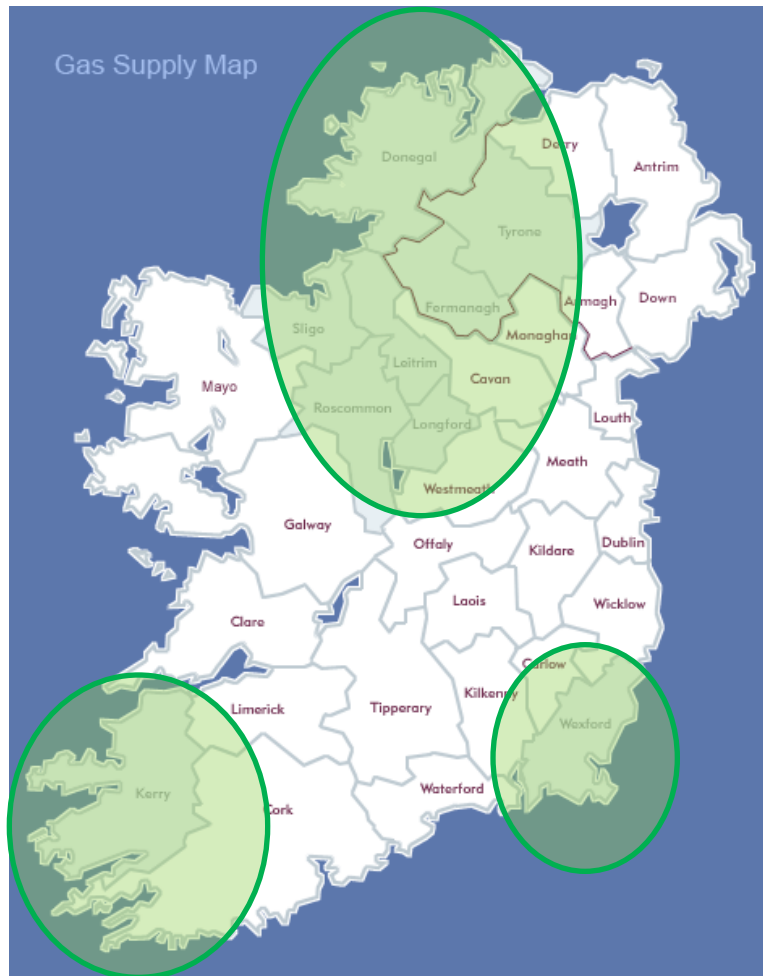 Gas Supply Map
Derry
Donegal
Antrim
Tyrone
Armagh
Down
Fermanagh
Sligo
Monaghan
Leitrim
Mayo
Cavan
Roscommon
Longford
Louth
Meath
Westmeath
Galway
Offaly
Dublin
Kildare
Laois
Wicklow
Clare
Carlow
Kilkenny
Limerick
Tipperary
Wexford
Waterford
Kerry
Cork